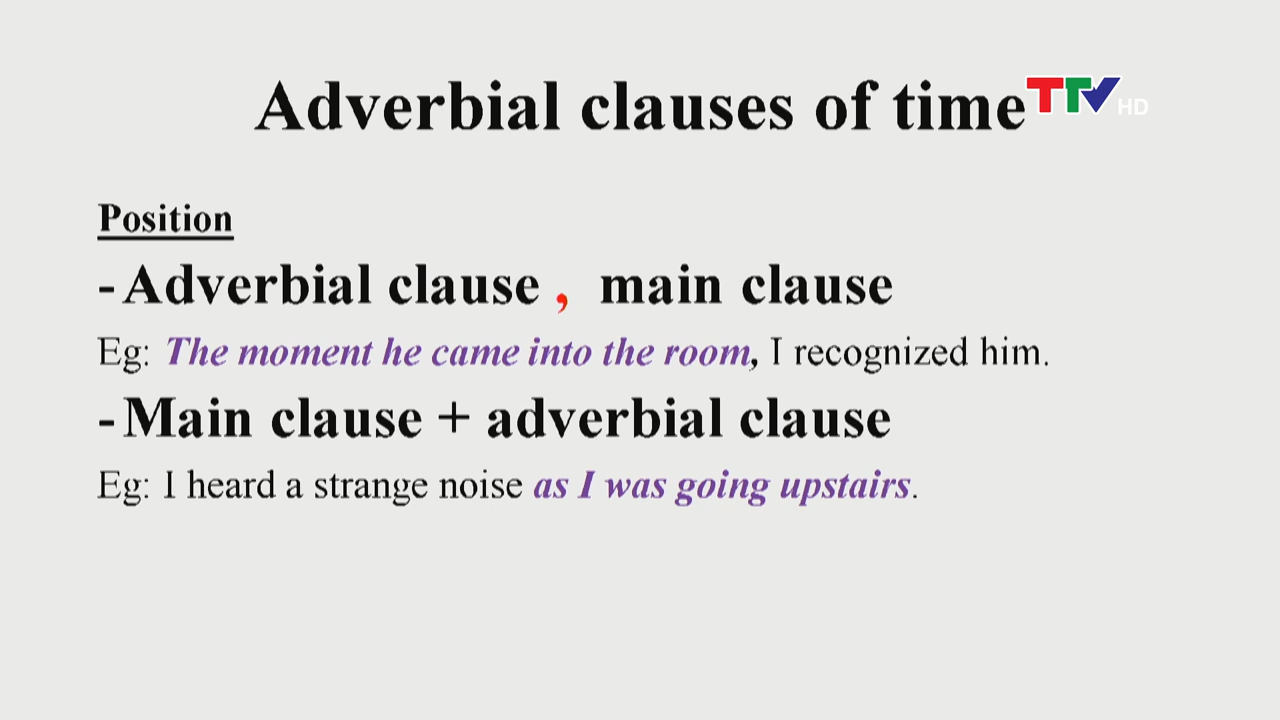 Adverbial clauses of time
TTV HD
Position
- Adverbial clause , main clause
Eg: The moment he came into the room, I recognized him.
- Main clause + adverbial clause
Eg: I heard a strange noise as I was going upstairs.